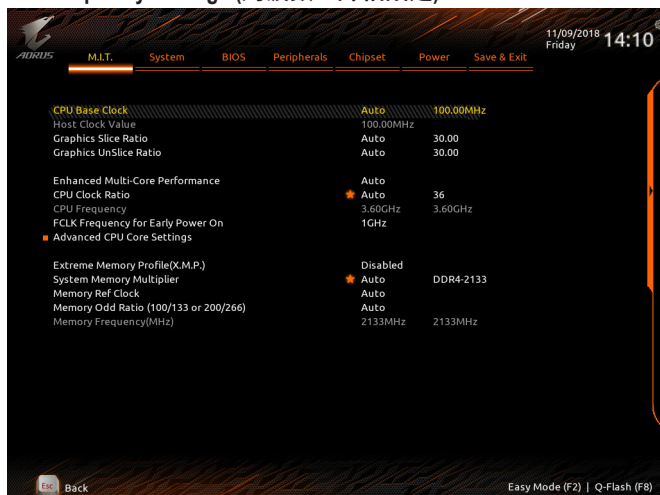 11/09/2018
Friday
14:10
AORUS
M.I.T. System BIOS Peripherals Chipset Power Save & Exit
CPU Base Clock Auto 100.00MHz
Host Clock Value 100.00MHz
Graphics Slice Ratio Auto 30.00
Graphics UnSlice Ratio Auto 30.00
Enhanced Multi-Core Performance Auto
CPU Clock Ratio Auto 36
CPU Frequency 3.60GHz 3.60GHz
FCLK Frequency for Early Power On 1GHz
Advanced CPU Core Settings
Extreme Memory Profile(X.M.P.) Disabled
System Memory Multiplier Auto DDR4-2133
Memory Ref Clock Auto
Memory Odd Ratio (100/133 or 200/266) Auto
Memory Frequency(MHz) 2133MHz 2133MHz
Esc Back
Easy Mode (F2) | Q-Flash (F8)